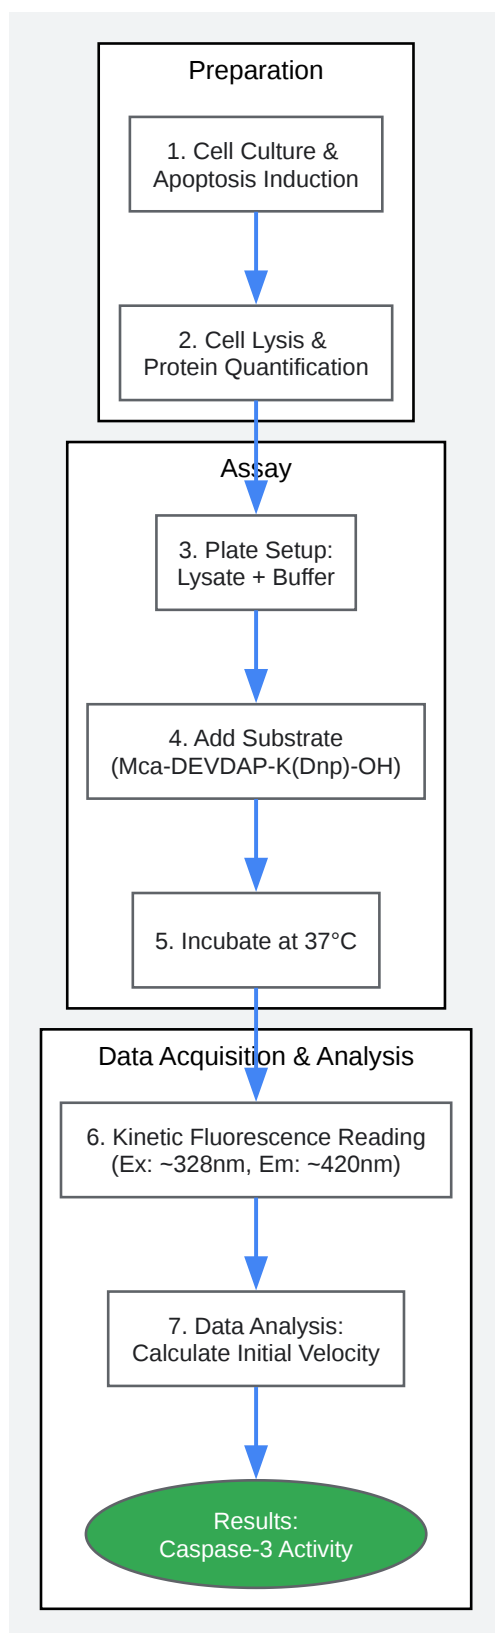 Preparation
1. Cell Culture &
Apoptosis Induction
2. Cell Lysis &
Protein Quantification
Assay
3. Plate Setup:
Lysate + Buffer
4. Add Substrate
(Mca-DEVDAP-K(Dnp)-OH)
5. Incubate at 37°C
Data Acquisition & Analysis
6. Kinetic Fluorescence Reading
(Ex: ~328nm, Em: ~420nm)
7. Data Analysis:
Calculate Initial Velocity
Results:
Caspase-3 Activity